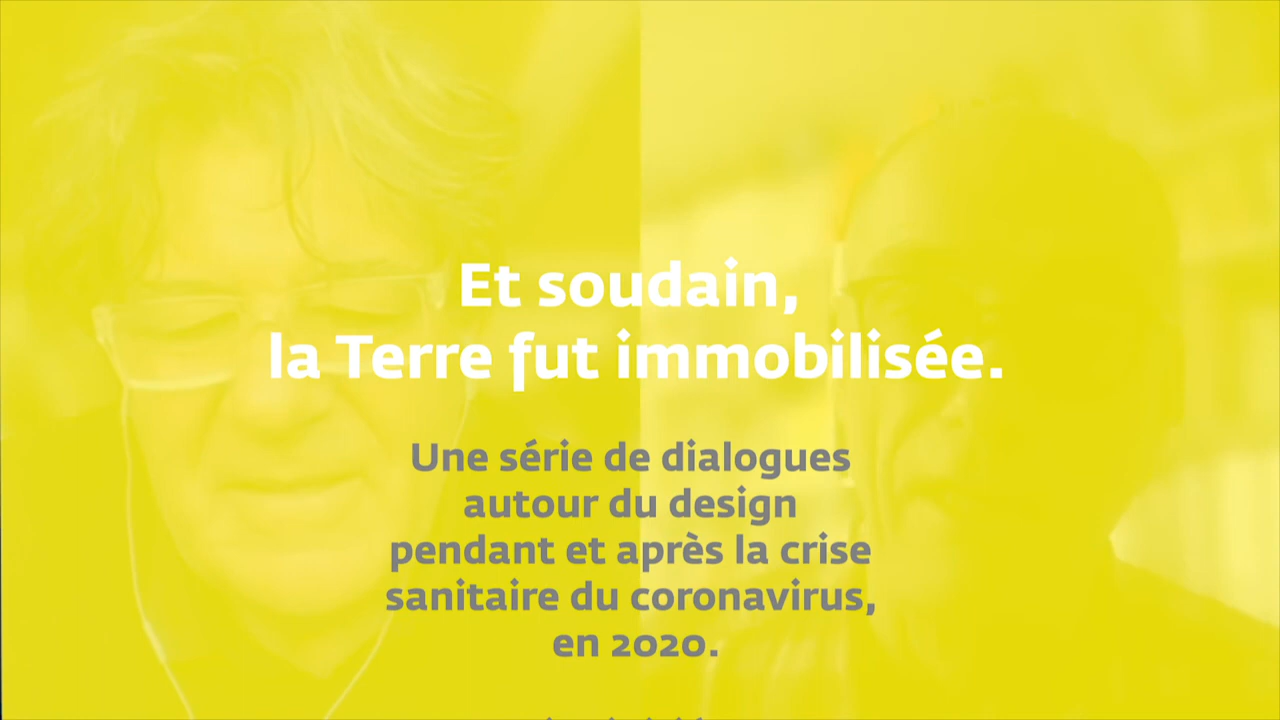 Et soudain,
la Terre fut immobilisée.
Une série de dialogues
autour du design
pendant et après la crise
sanitaire du coronavirus,
en 2020.